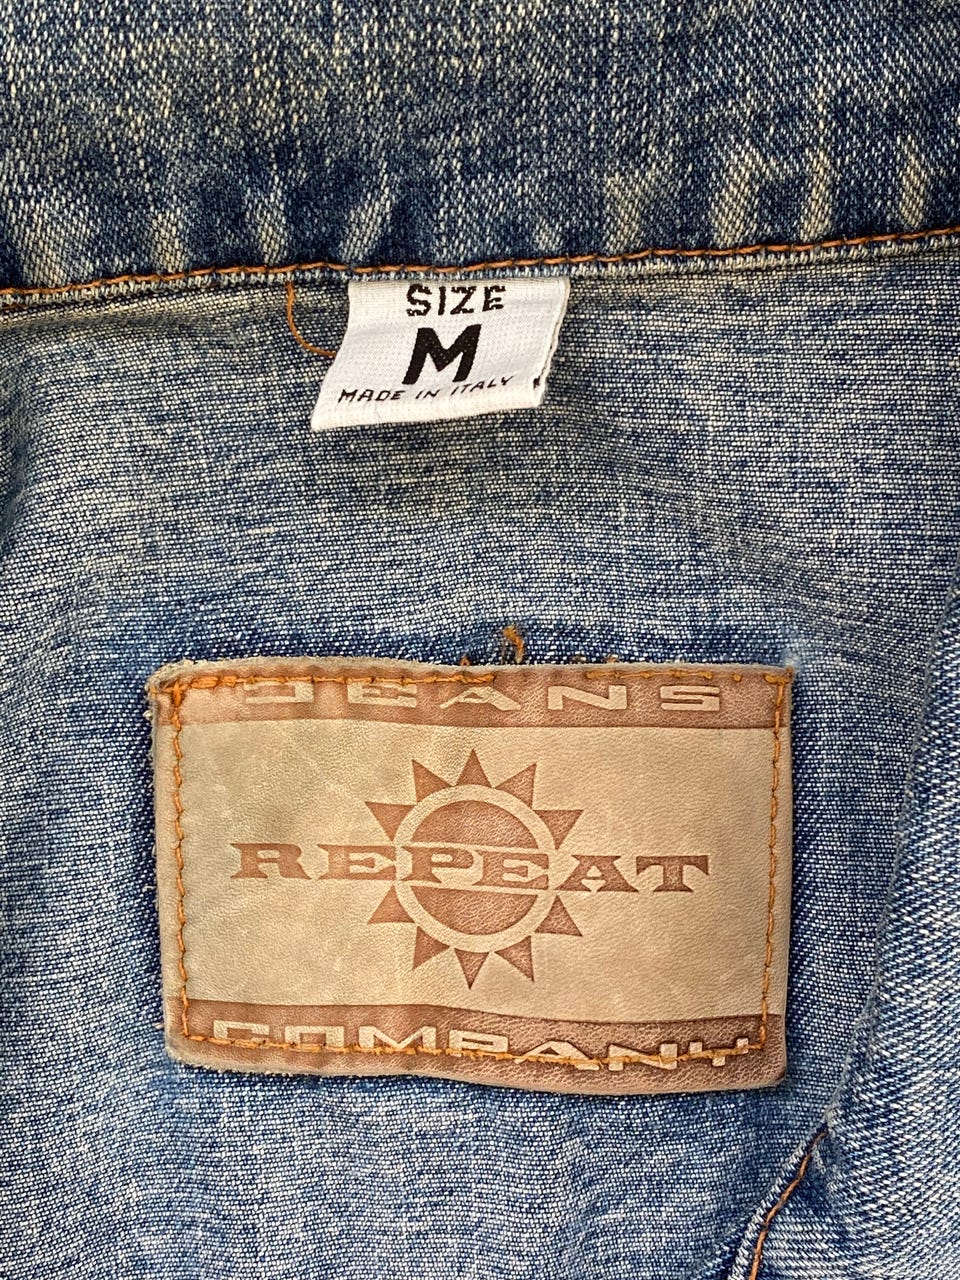 SIZE
M
MADE IN ITALY
JEANS
REPEAT
COMPANY